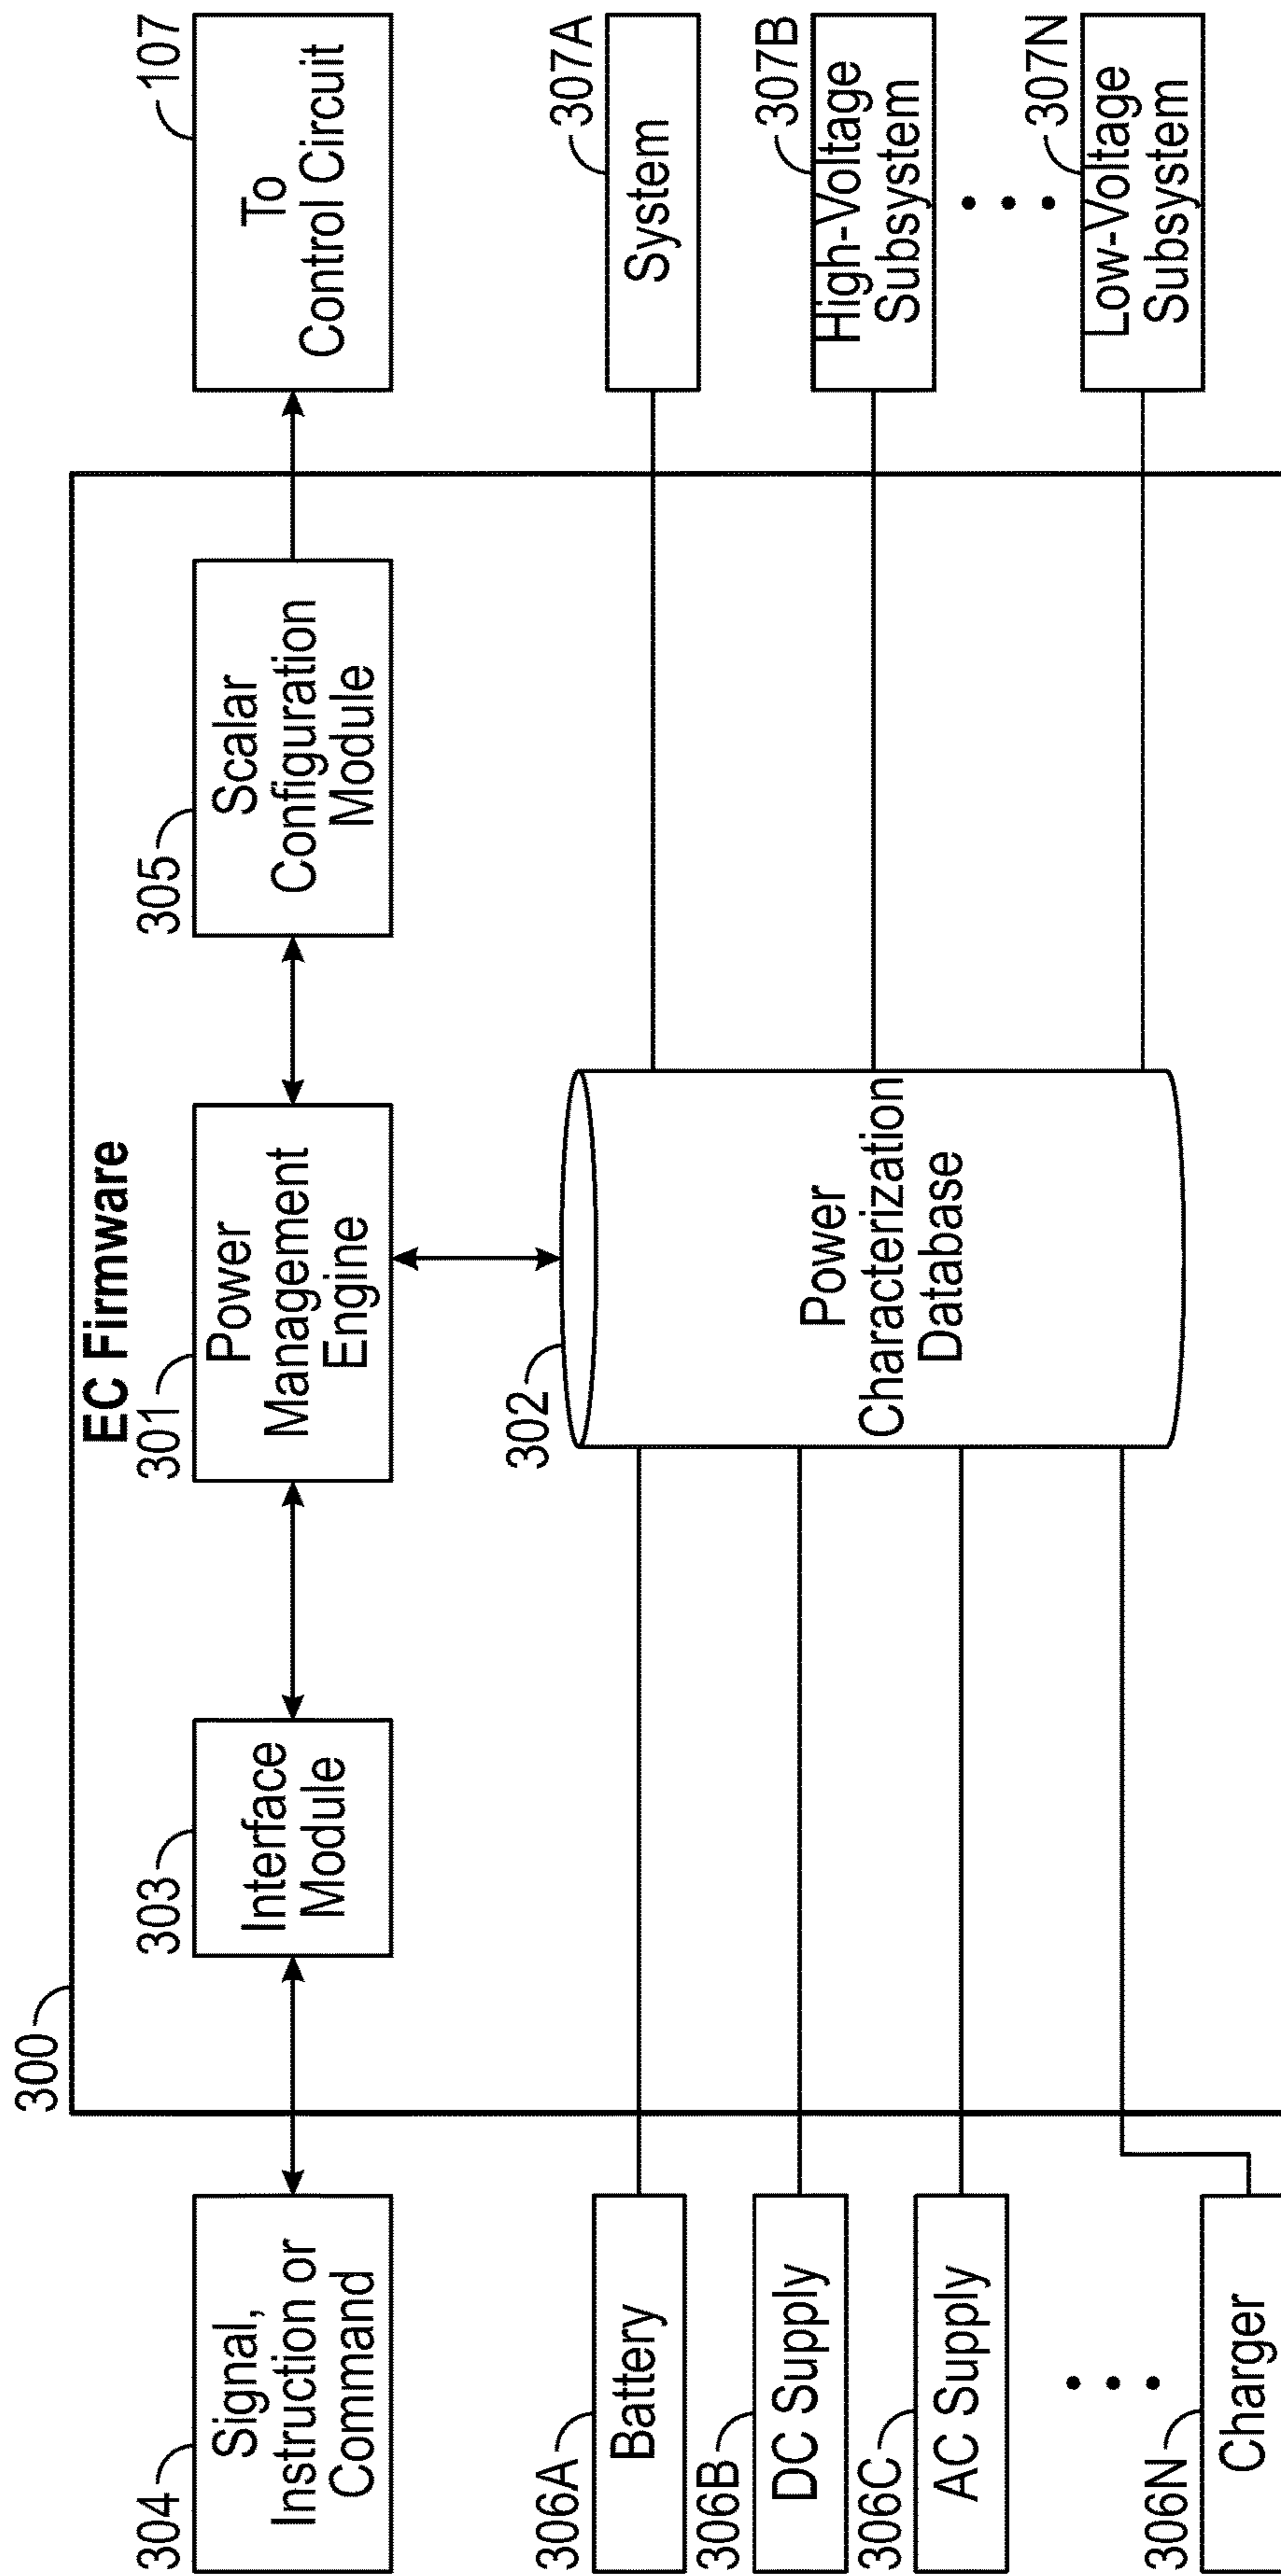 300
EC Firmware
304
Signal,
Instruction or
Command
303
Interface
Module
301
Power
Management
Engine
305
Scalar
Configuration
Module
107
To
Control Circuit
306A
Battery
306B
DC Supply
306C
AC Supply
306N
Charger
302
Power
Characterization
Database
307A
System
307B
High-Voltage
Subsystem
307N
Low-Voltage
Subsystem